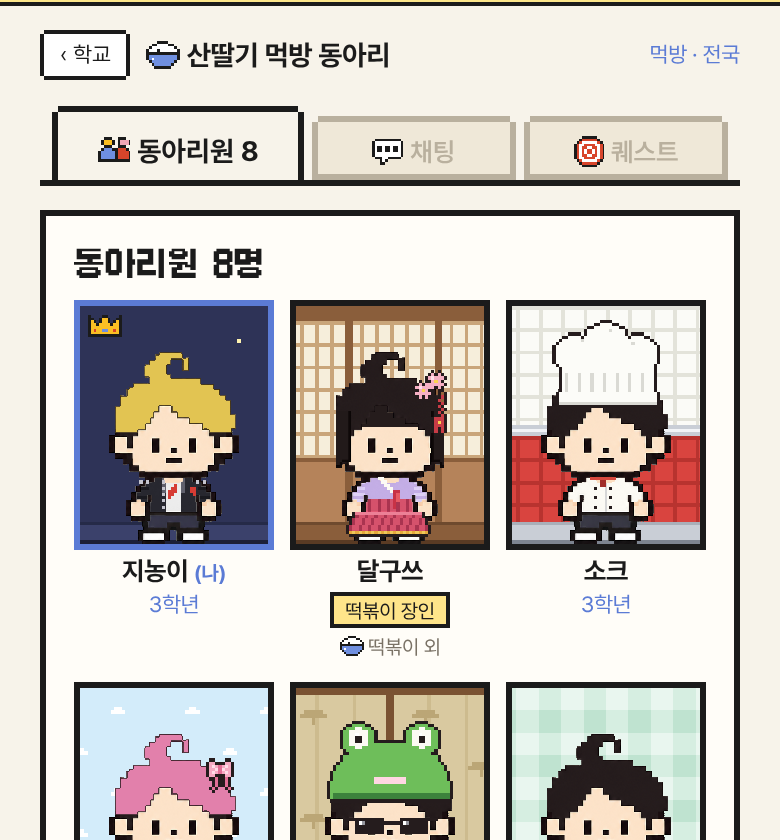 ‹ 학교
산딸기 먹방 동아리
먹방 · 전국
동아리원 8
채팅
퀘스트
동아리원 8명
지농이 (나)
3학년
달구쓰
떡볶이 장인
떡볶이 외
소크
3학년